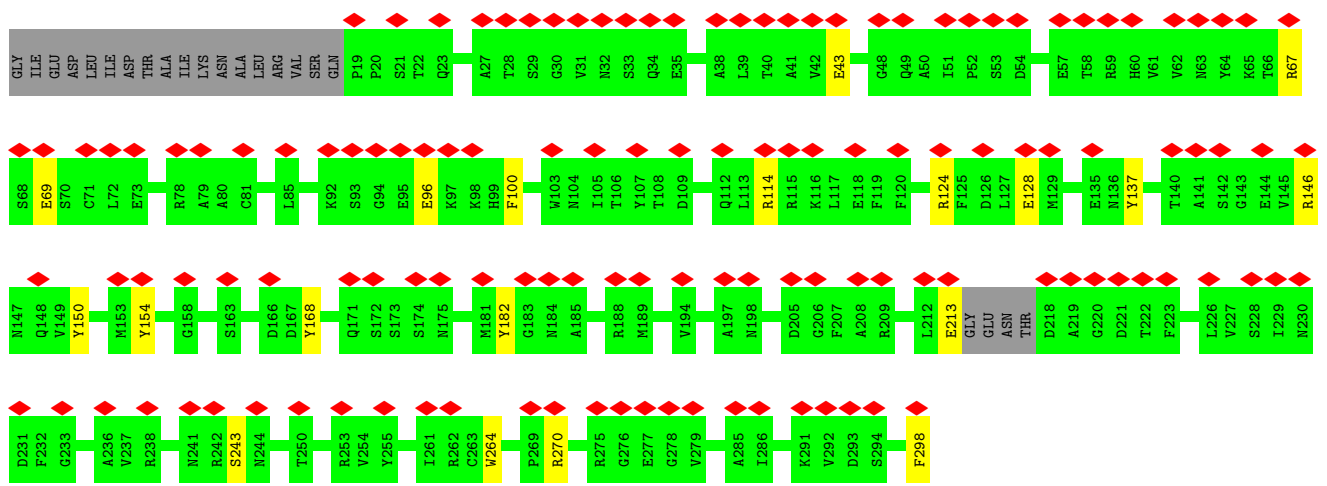 GLY ILE GLU ASP LEU ILE ILE ASP THR ALA ILE LYS ASN ALA LEU ARG VAL SER GLN P19 P20 S21 T22 Q23 A27 T28 S29 G30 V31 N32 S33 Q34 E35 A38 L39 T40 A41 V42 E43 G48 Q49 A50 I51 P52 S53 D54 E57 T58 R59 H60 V61 V62 N63 Y64 K65 T66 R67
S68 E69 S70 C71 L72 E73 R78 A79 A80 C81 L85 K92 S93 G94 E95 E96 K97 K98 H99 F100 W103 N104 I105 T106 Y107 T108 D109 Q112 L113 R114 R115 K116 L117 E118 F119 F120 R124 F125 D126 L127 E128 M129 E135 N136 Y137 T140 A141 S142 G143 E144 V145 R146
N147 Q148 V149 Y150 M153 Y154 G158 S163 D166 D167 Y168 Q171 S172 S173 S174 N175 M181 Y182 G183 N184 A185 R188 M189 V194 A197 N198 D205 G206 F207 A208 R209 L212 E213 GLY GLU ASN THR D218 A219 G220 D221 T222 F223 L226 V227 S228 I229 N230
D231 F232 G233 A236 V237 R238 N241 R242 S243 N244 T250 R253 V254 Y255 I261 R262 C263 W264 P269 R270 R275 G276 E277 G278 V279 A285 I286 K291 V292 D293 S294 F298